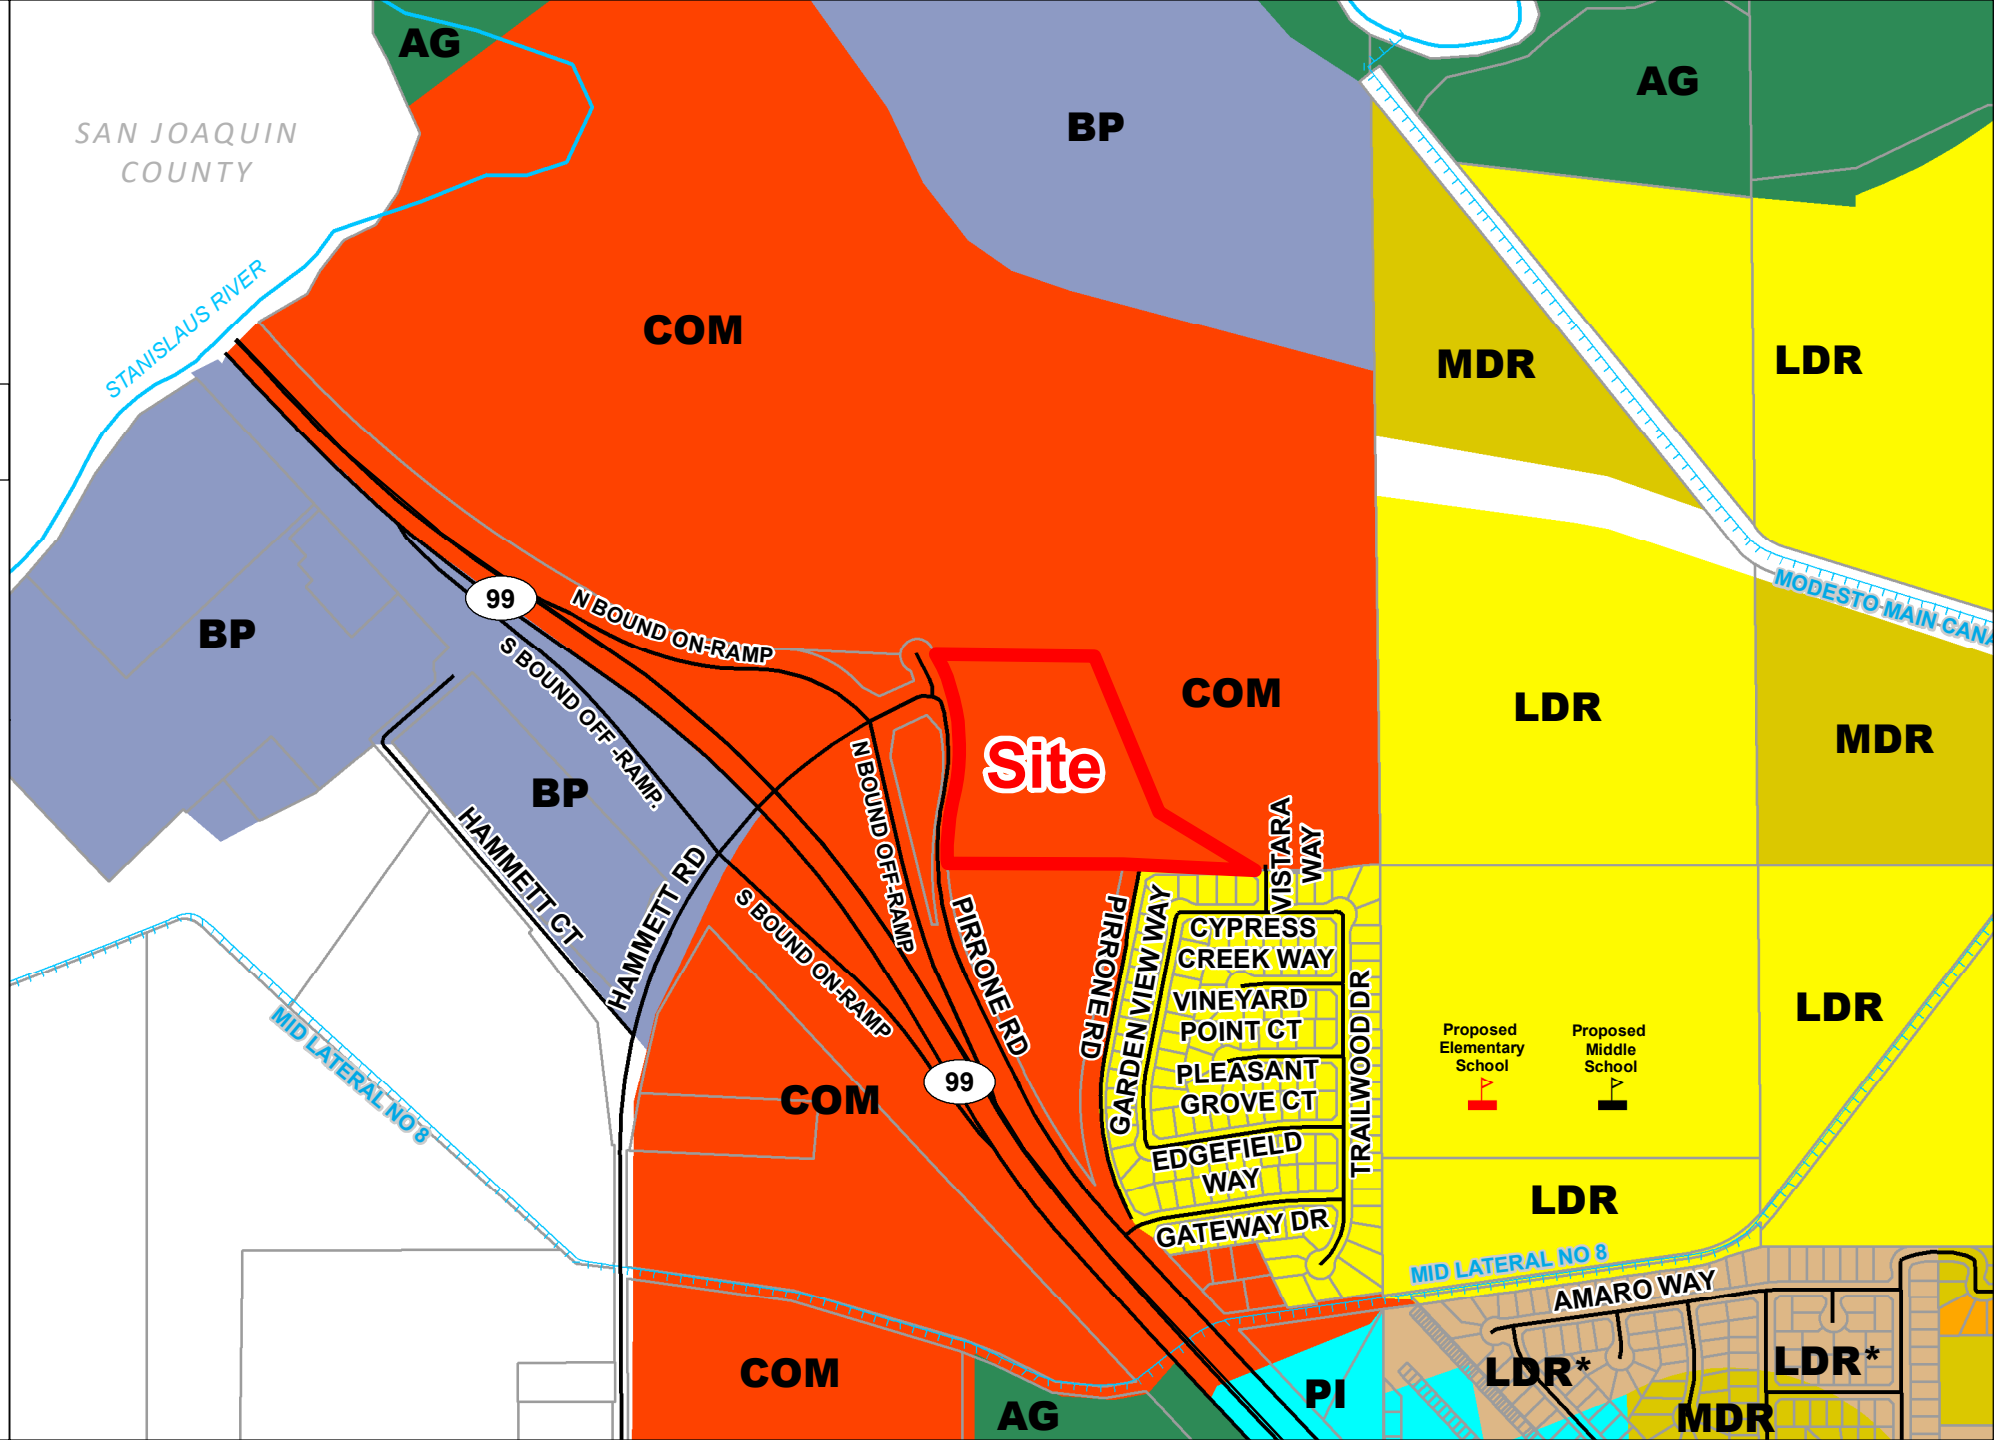 AG
AG
SAN JOAQUIN
COUNTY
BP
STANISLAUS RIVER
COM
MDR
LDR
99
N BOUND ON-RAMP
MODESTO MAIN CANA
BP
S BOUND OFF -RAMP.
COM
LDR
MDR
Site
N BOUND OFF-RAMP
BP
HAMMETT CT
HAMMETT RD
VISTARA
WAY
S BOUND ON-RAMP
PIRRONE RD
PIRRONE RD
GARDEN VIEW WAY
CYPRESS
CREEK WAY
VINEYARD
POINT CT
PLEASANT
GROVE CT
TRAILWOOD DR
EDGEFIELD
WAY
GATEWAY DR
LDR
Proposed
Elementary
School
Proposed
Middle
School
MID LATERAL NO 8
COM
99
LDR
MID LATERAL NO 8
AMARO WAY
COM
LDR*
LDR*
PI
AG
MDR